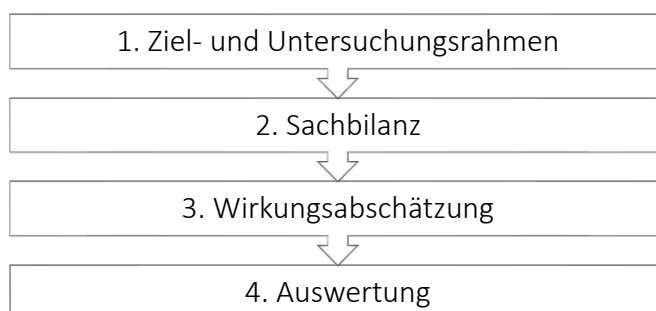 1. Ziel- und Untersuchungsrahmen
2. Sachbilanz
3. Wirkungsabschätzung
4. Auswertung